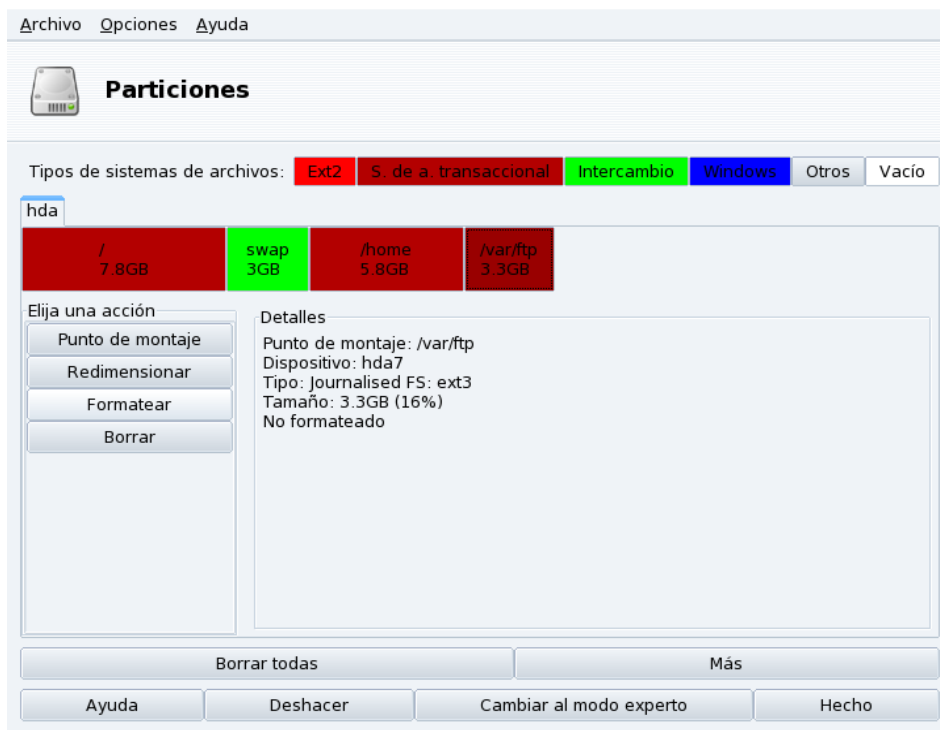 Archivo Opciones Ayuda
Particiones
Tipos de sistemas de archivos: Ext2 S. de a. transaccional Intercambio Windows Otros Vacío
hda
/ swap /home /var/ftp
7.8GB 3GB 5.8GB 3.3GB
Elija una acción
Punto de montaje
Redimensionar
Formatear
Borrar
Detalles
Punto de montaje: /var/ftp
Dispositivo: hda7
Tipo: Journalised FS: ext3
Tamaño: 3.3GB (16%)
No formateado
Borrar todas Más
Ayuda Deshacer Cambiar al modo experto Hecho